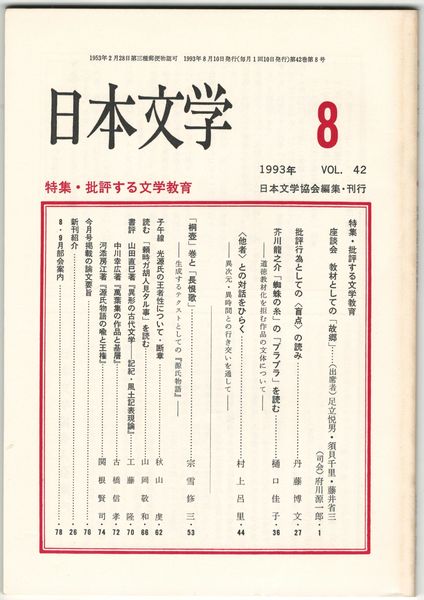 1953年2月28日第三種郵便物認可 1993年8月10日発行(毎月1回10日発行)第42巻第8号
日本文学
8
1993年 VOL. 42
特集・批評する文学教育
日本文学協会編集・刊行
特集・批評する文学教育
座談会 教材としての「故郷」…〈出席者〉足立悦男・須貝千里・藤井省三
〈司会〉府川源一郎・1
批評行為としての〈盲点〉の読み……丹藤博文・27
芥川龍之介「蜘蛛の糸」の「ブラブラ」を読む……樋口佳子・36
――道徳教材化を拒む作品の文体について――
〈他者〉との対話をひらく……村上呂里・44
――異次元・異時間との行き交いを通して――
「桐壺」巻と「長恨歌」……宗雪修三・53
――生成するテクストとしての『源氏物語』――
子午線 光源氏の王者性について・断章……秋山虔・62
読む 「頼時ガ胡人見タル事」を読む……山岡敬和・66
書評 山田直巳著『異形の古代文学――記紀・風土記表現論』……工藤隆・70
中川幸広著『萬葉集の作品と基層』……古橋信孝・72
河添房江著『源氏物語の喩と王権』……関根賢司・74
今月号掲載の論文要旨……76
新刊紹介……26
8・9月部会案内……78